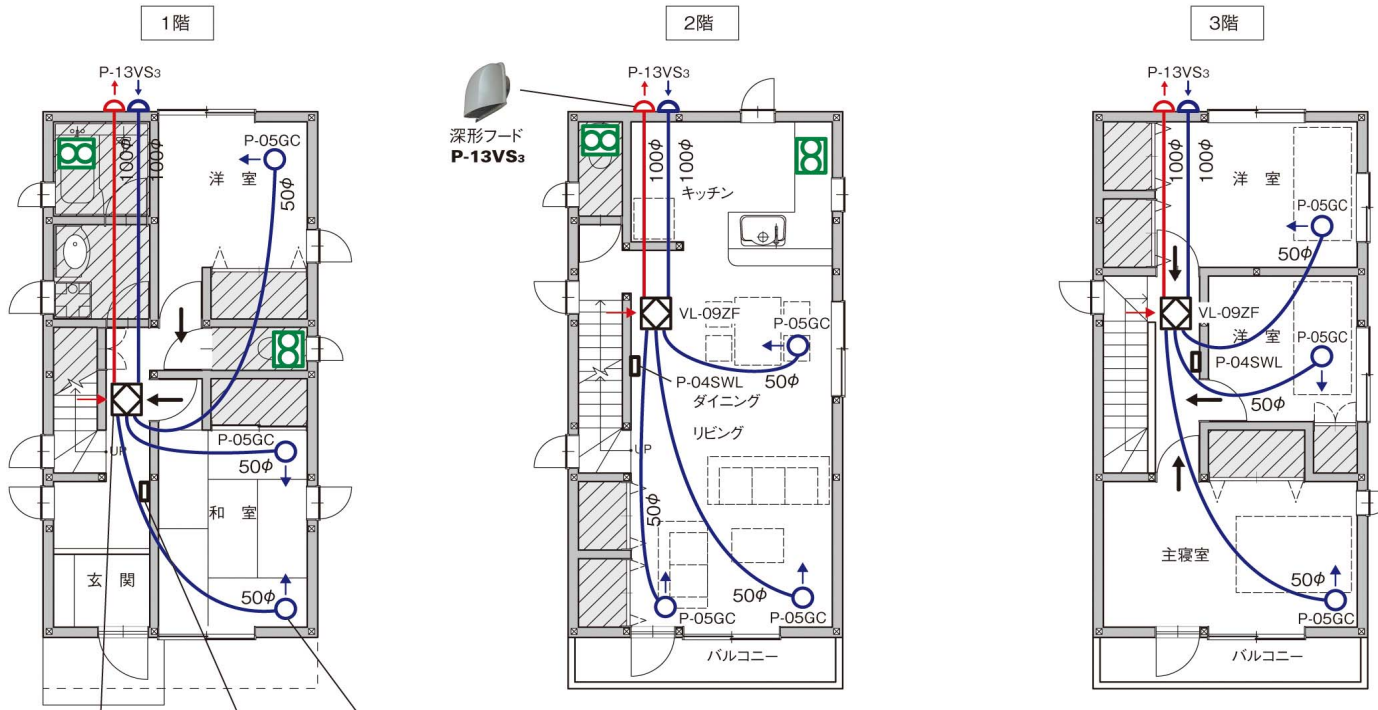 1階
P-13VS3
100φ
100φ
P-05GC
洋 室
50φ
P-05GC
50φ
UP
和 室
玄 関
50φ
2階
P-13VS3
深形フード
P-13VS3
100φ
100φ
キッチン
VL-09ZF
P-05GC
50φ
P-04SWL
ダイニング
リビング
UP
50φ
50φ
P-05GC
P-05GC
バルコニー
3階
P-13VS3
100φ
100φ
洋 室
P-05GC
50φ
VL-09ZF
洋 室
P-05GC
P-04SWL
50φ
主寝室
50φ
P-05GC
バルコニー